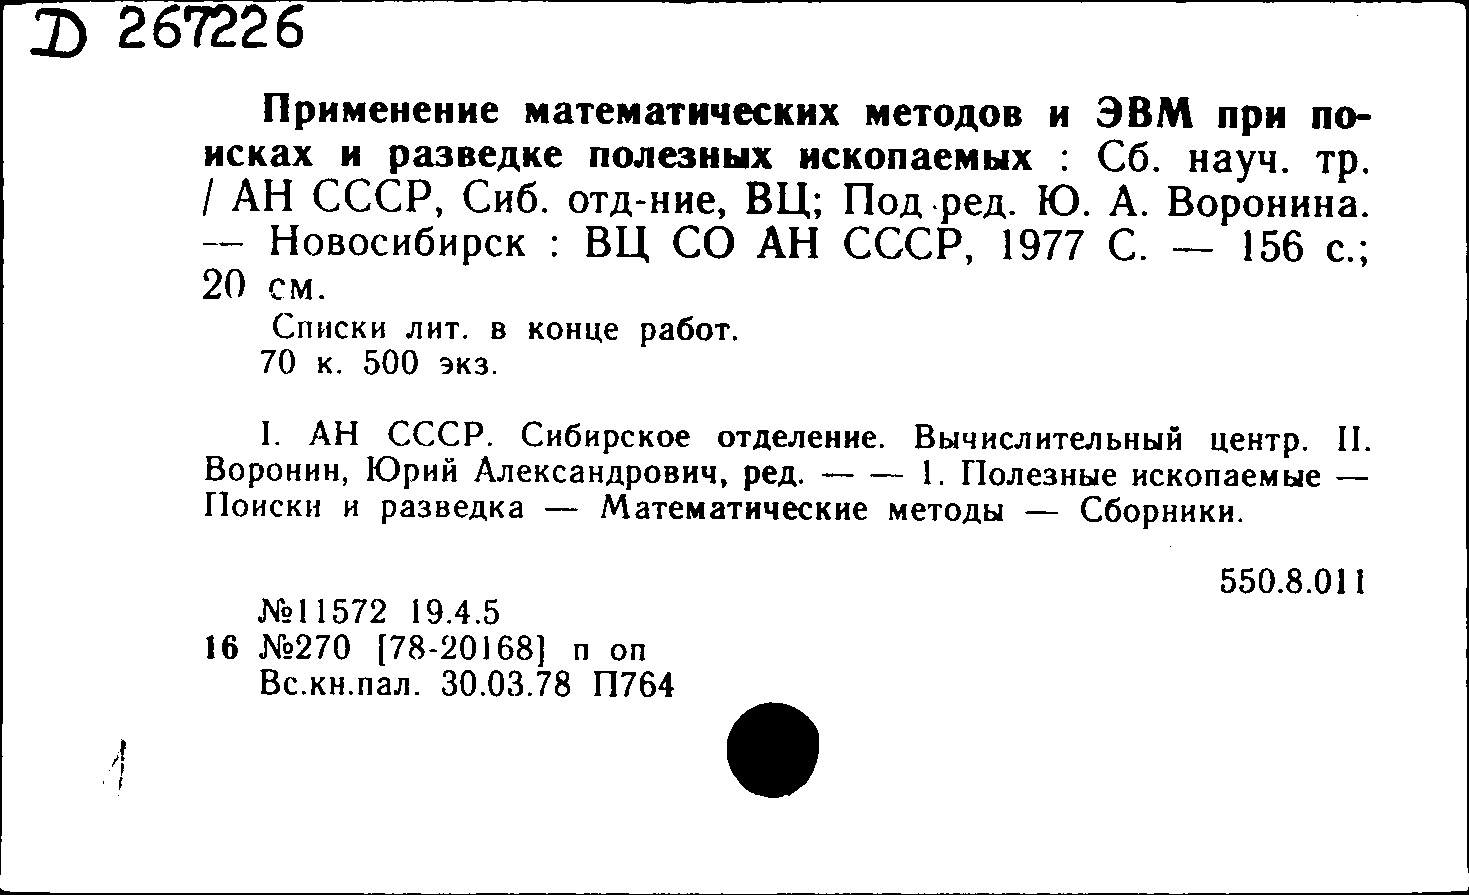 D 267226
Применение математических методов и ЭВМ при по-
исках и разведке полезных ископаемых : Сб. науч. тр.
/ АН СССР, Сиб. отд-ние, ВЦ; Под ред. Ю. А. Воронина.
— Новосибирск : ВЦ СО АН СССР, 1977 С. — 156 с.;
20 см.
Списки лит. в конце работ.
70 к. 500 экз.
I. АН СССР. Сибирское отделение. Вычислительный центр. II.
Воронин, Юрий Александрович, ред. — — 1. Полезные ископаемые —
Поиски и разведка — Математические методы — Сборники.
550.8.011
№11572 19.4.5
16 №270 [78-20168] п оп
Вс.кн.пал. 30.03.78 П764